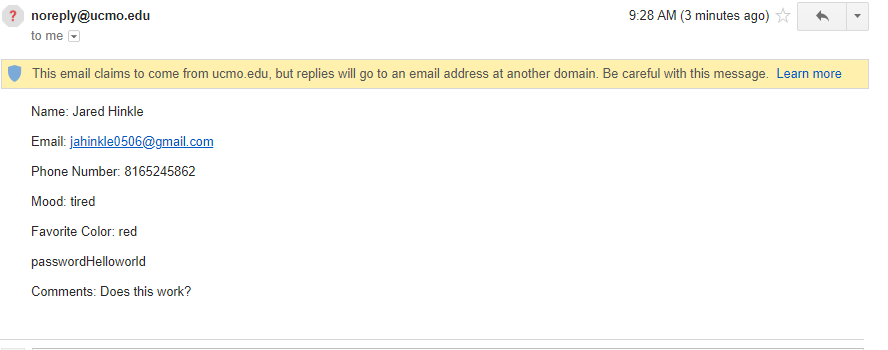 noreply@ucmo.edu 9:28 AM (3 minutes ago)
to me
This email claims to come from ucmo.edu, but replies will go to an email address at another domain. Be careful with this message. Learn more
Name: Jared Hinkle
Email: jahinkle0506@gmail.com
Phone Number: 8165245862
Mood: tired
Favorite Color: red
passwordHelloworld
Comments: Does this work?